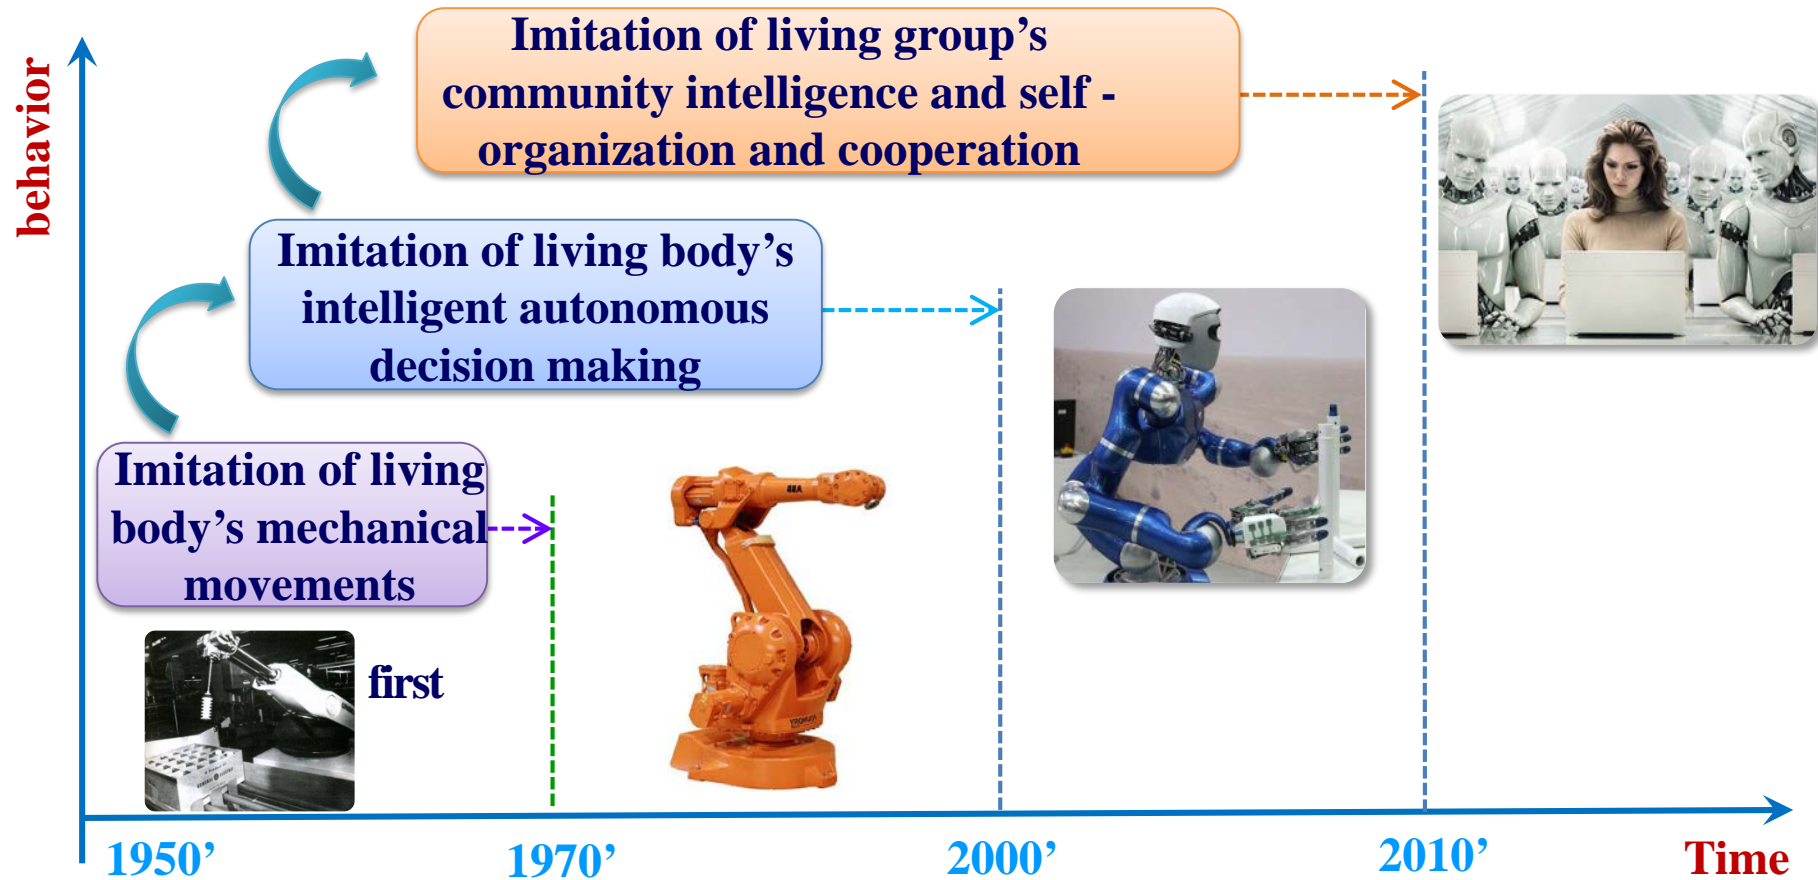 behavior
Imitation of living group’s
community intelligence and self -
organization and cooperation
Imitation of living body’s
intelligent autonomous
decision making
Imitation of living
body’s mechanical
movements
first
ABB
1950’
1970’
2000’
2010’
Time